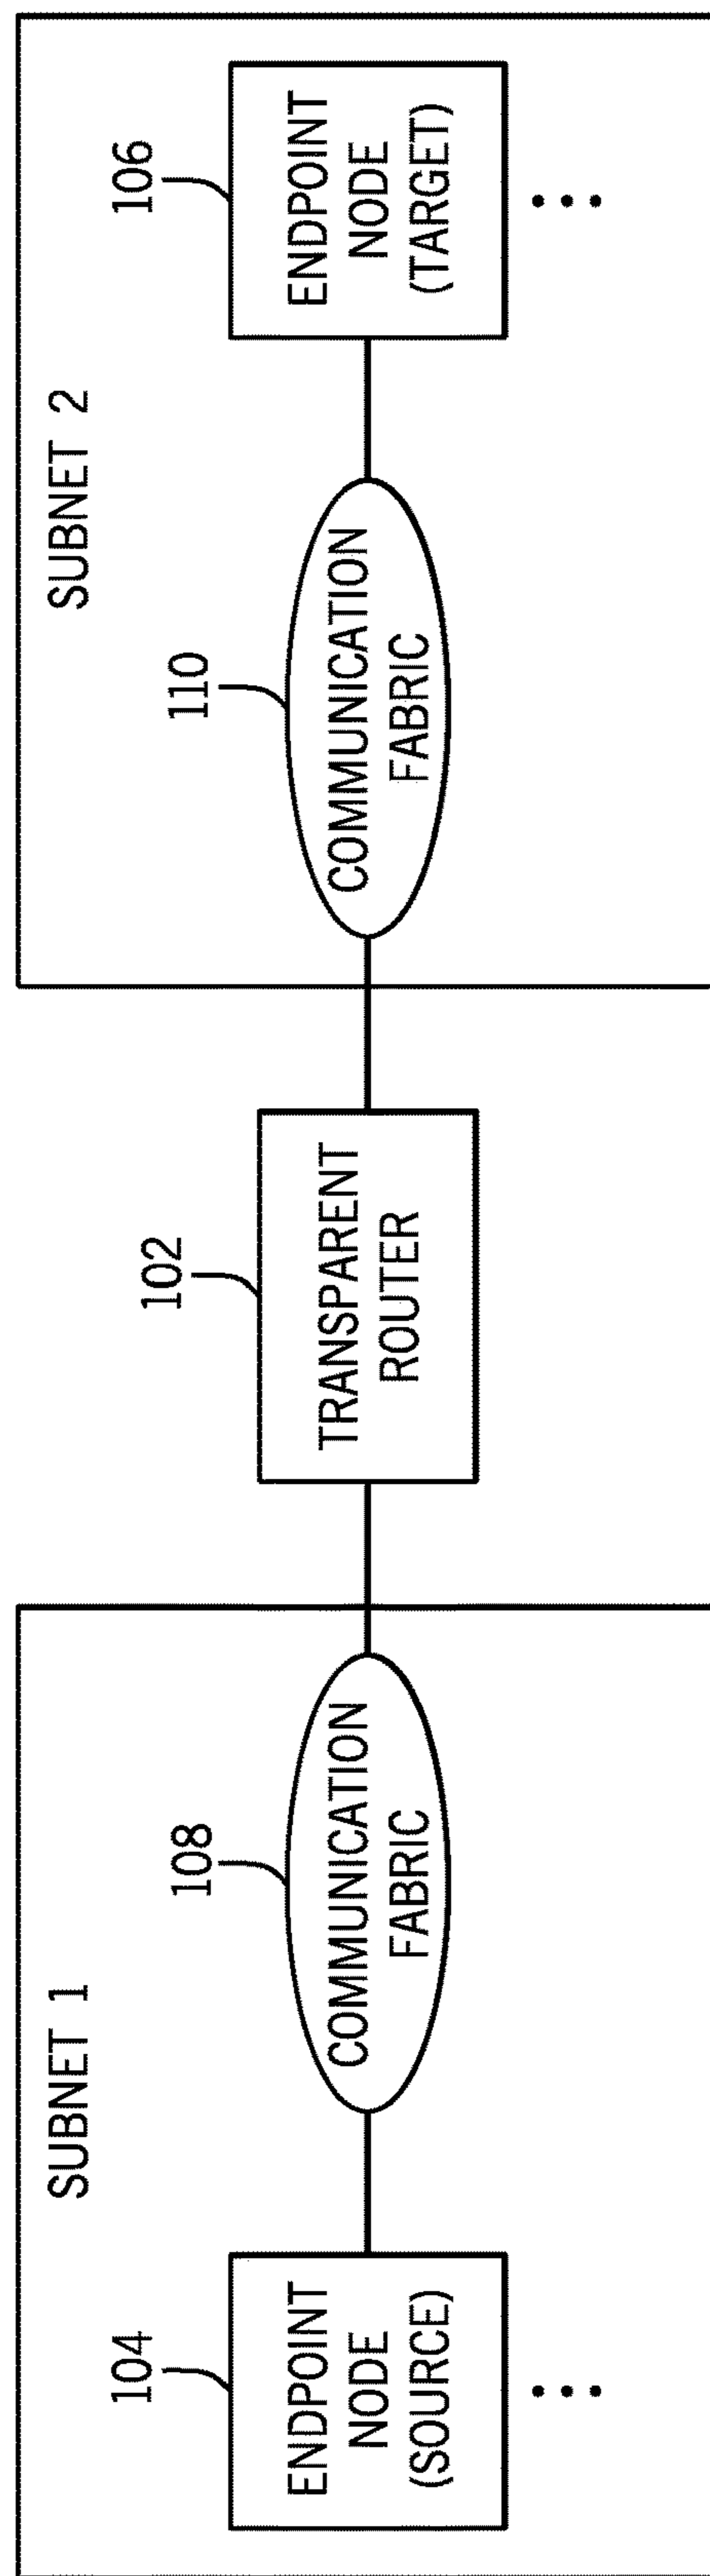 SUBNET 1
104
ENDPOINT
NODE
(SOURCE)
108
COMMUNICATION
FABRIC
102
TRANSPARENT
ROUTER
SUBNET 2
110
COMMUNICATION
FABRIC
106
ENDPOINT
NODE
(TARGET)